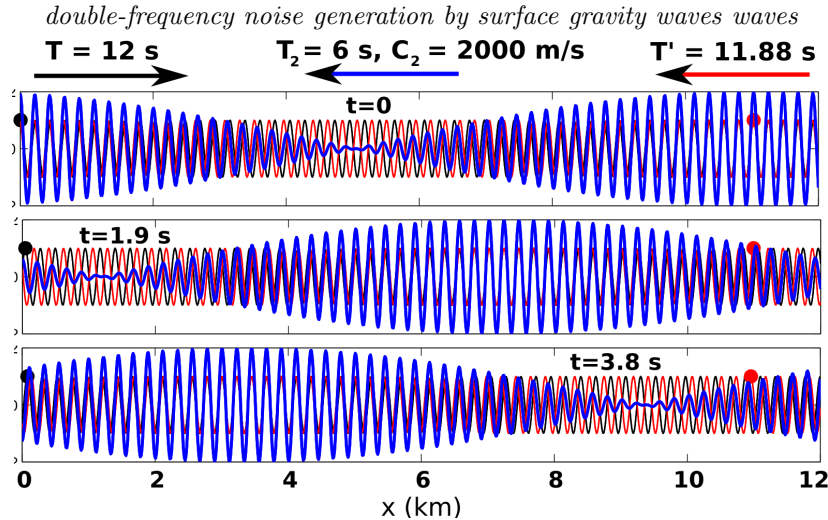 double-frequency noise generation by surface gravity waves waves
T = 12 s T₂= 6 s, C₂ = 2000 m/s T' = 11.88 s
t=0
t=1.9 s
t=3.8 s
0 2 4 6 8 10 12
x (km)